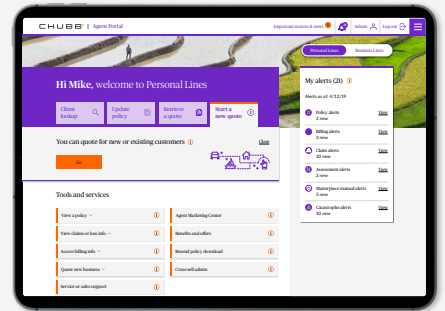 CHUBB | Agent Portal
Important notices & news
Admin
Log out
Personal Lines
Business Lines
Hi Mike, welcome to Personal Lines
Client lookup
Update policy
Retrieve a quote
Start a new quote
You can quote for new or existing customers
Close
Go
My alerts (21)
Alerts as of: 4/12/19
Policy alerts
View
2 new
Billing alerts
View
2 new
Claim alerts
View
10 new
Assessment alerts
View
2 new
Masterpiece manual alerts
View
5 new
Catastrophe alerts
View
10 new
Tools and services
View a policy
Agent Marketing Center
View claims or loss info
Benefits and offers
Access billing info
Resend policy download
Quote new business
Cross-sell admin
Service or sales support